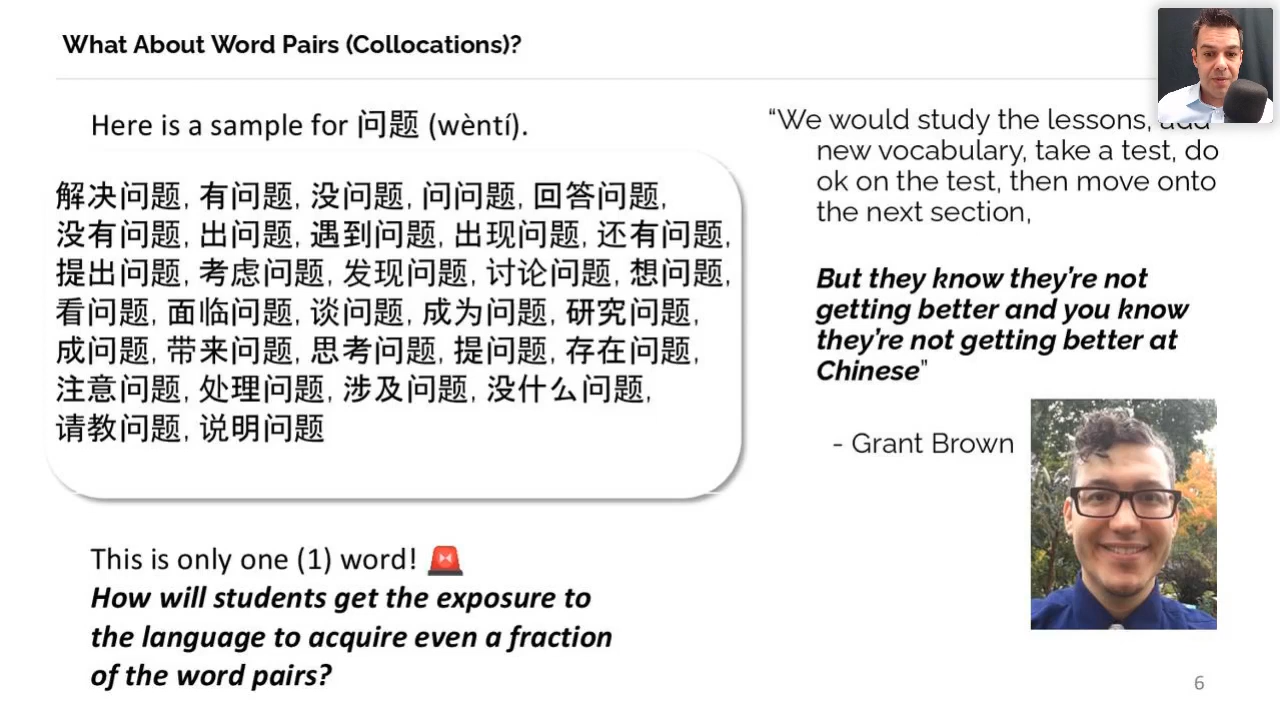 What About Word Pairs (Collocations)?
Here is a sample for 问题 (wèntí).
解决问题, 有问题, 没问题, 问问题, 回答问题,
没有问题, 出问题, 遇到问题, 出现问题, 还有问题,
提出问题, 考虑问题, 发现问题, 讨论问题, 想问题,
看问题, 面临问题, 谈问题, 成为问题, 研究问题,
成问题, 带来问题, 思考问题, 提问题, 存在问题,
注意问题, 处理问题, 涉及问题, 没什么问题,
请教问题, 说明问题
This is only one (1) word! 🚨
How will students get the exposure to
the language to acquire even a fraction
of the word pairs?
“We would study the lessons, add
new vocabulary, take a test, do
ok on the test, then move onto
the next section,
But they know they’re not
getting better and you know
they’re not getting better at
Chinese”
- Grant Brown
6